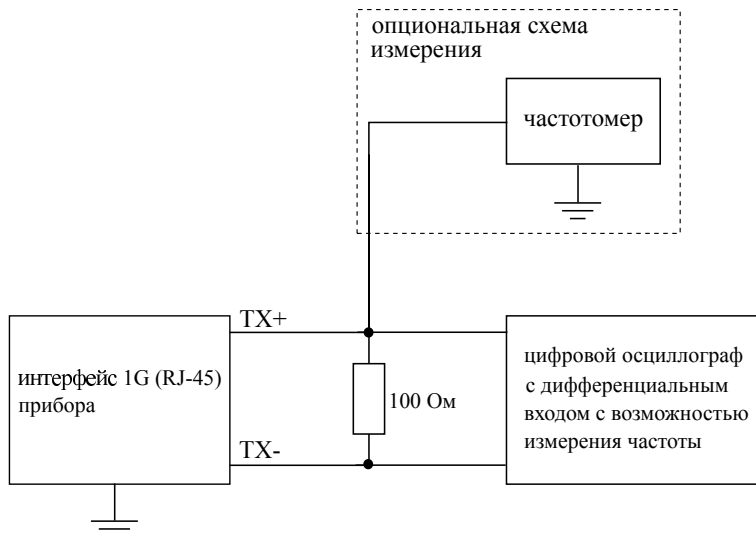 опциональная схема
измерения
частотомер
TX+
интерфейс 1G (RJ-45)
прибора
100 Ом
TX-
цифровой осциллограф
с дифференциальным
входом с возможностью
измерения частоты